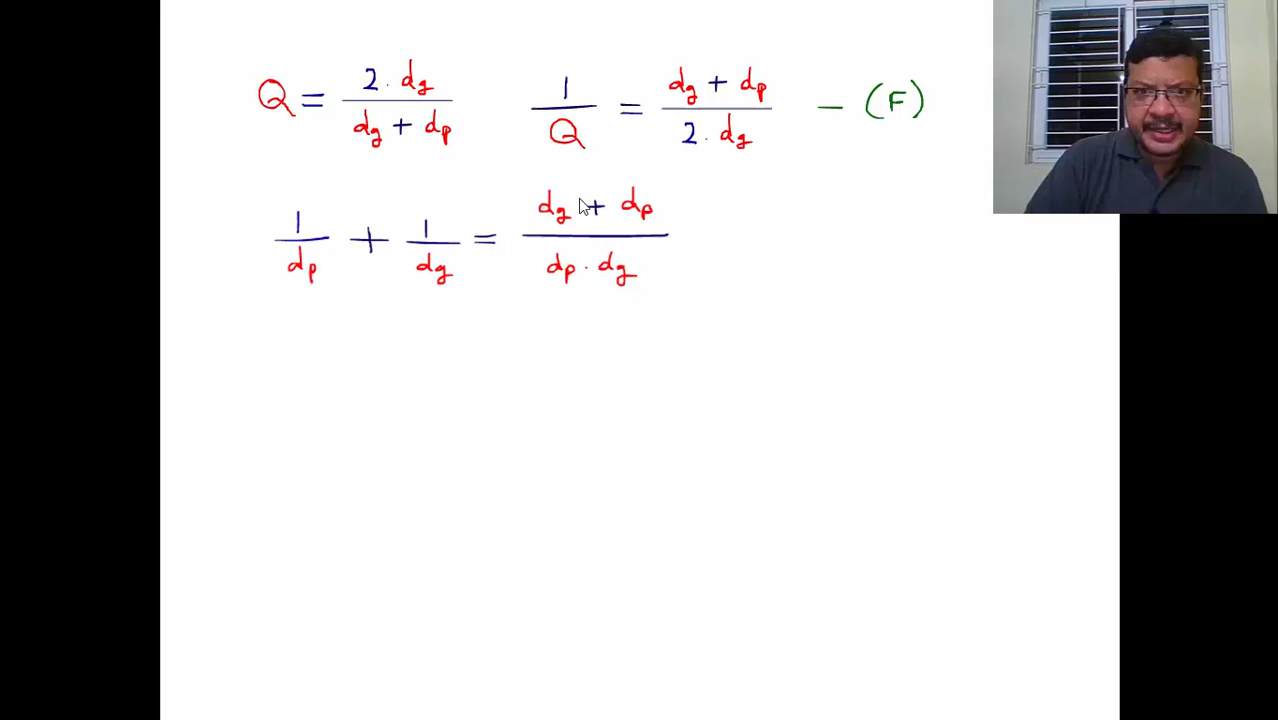 Q = 2 · dg / (dg + dp)    1 / Q = (dg + dp) / (2 · dg)    – (F)
1 / dp + 1 / dg = (dg + dp) / (dp · dg)